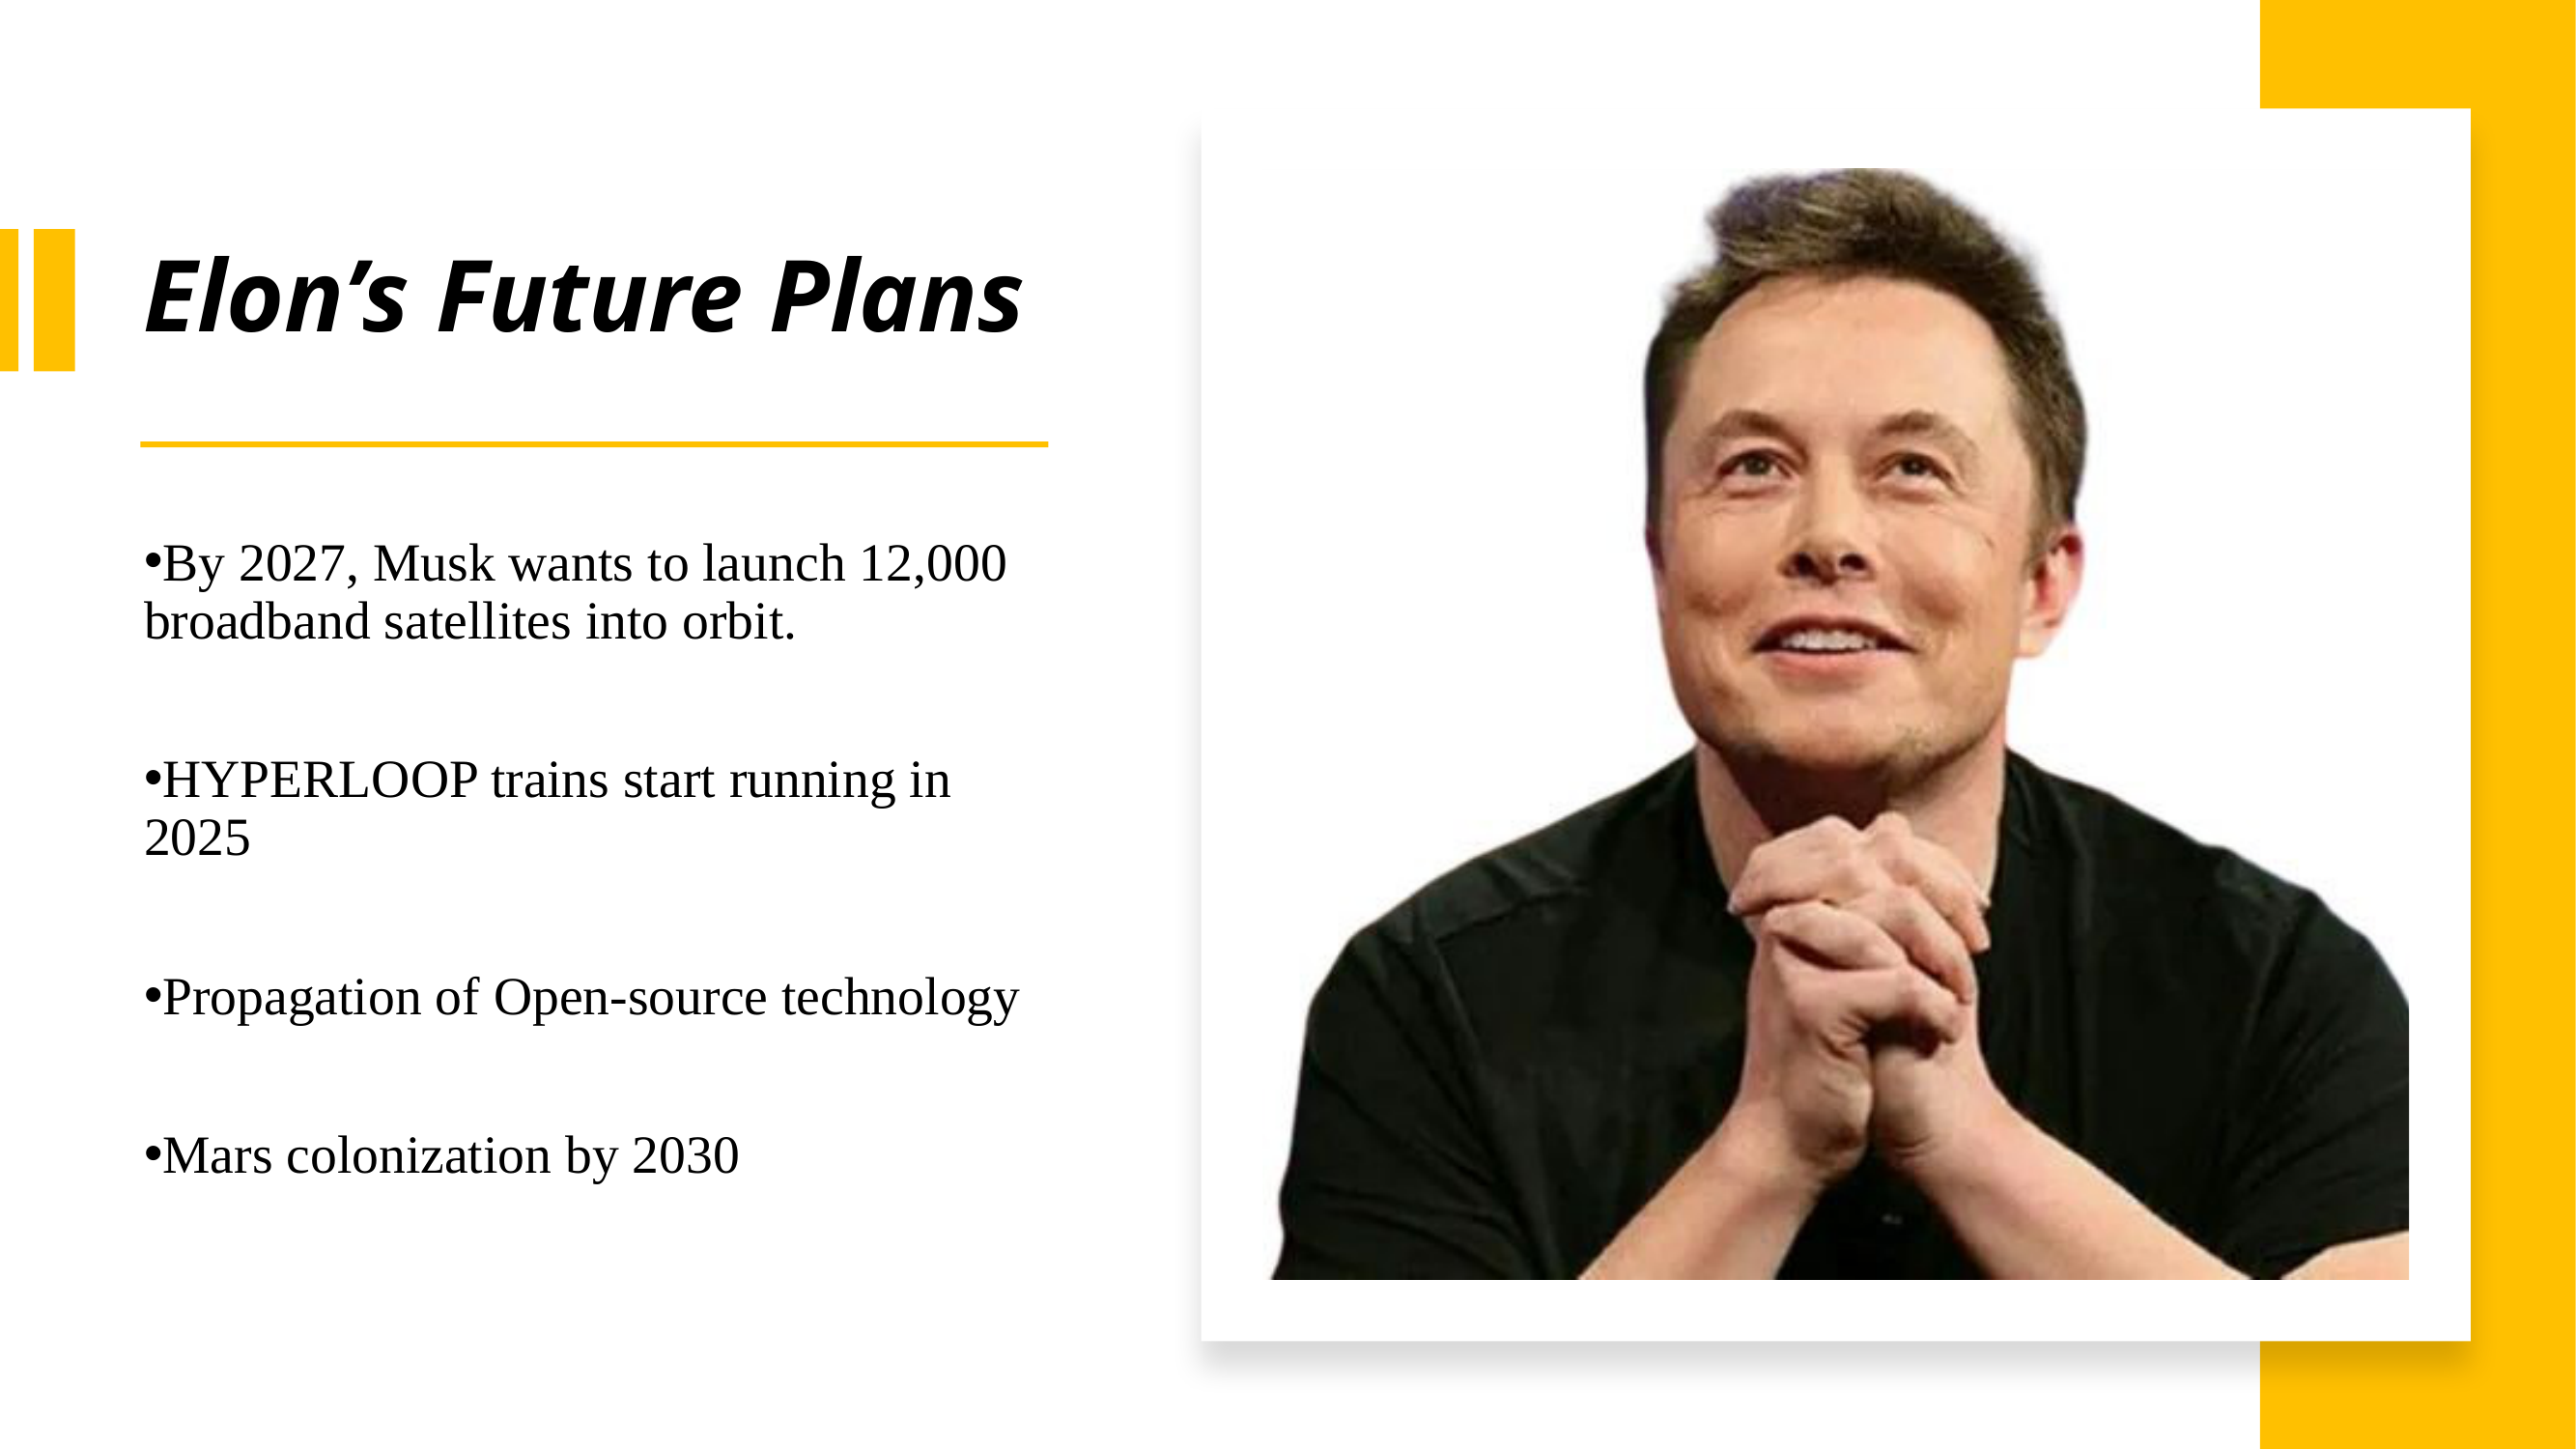 Elon’s Future Plans
•By 2027, Musk wants to launch 12,000
broadband satellites into orbit.
•HYPERLOOP trains start running in
2025
•Propagation of Open-source technology
•Mars colonization by 2030